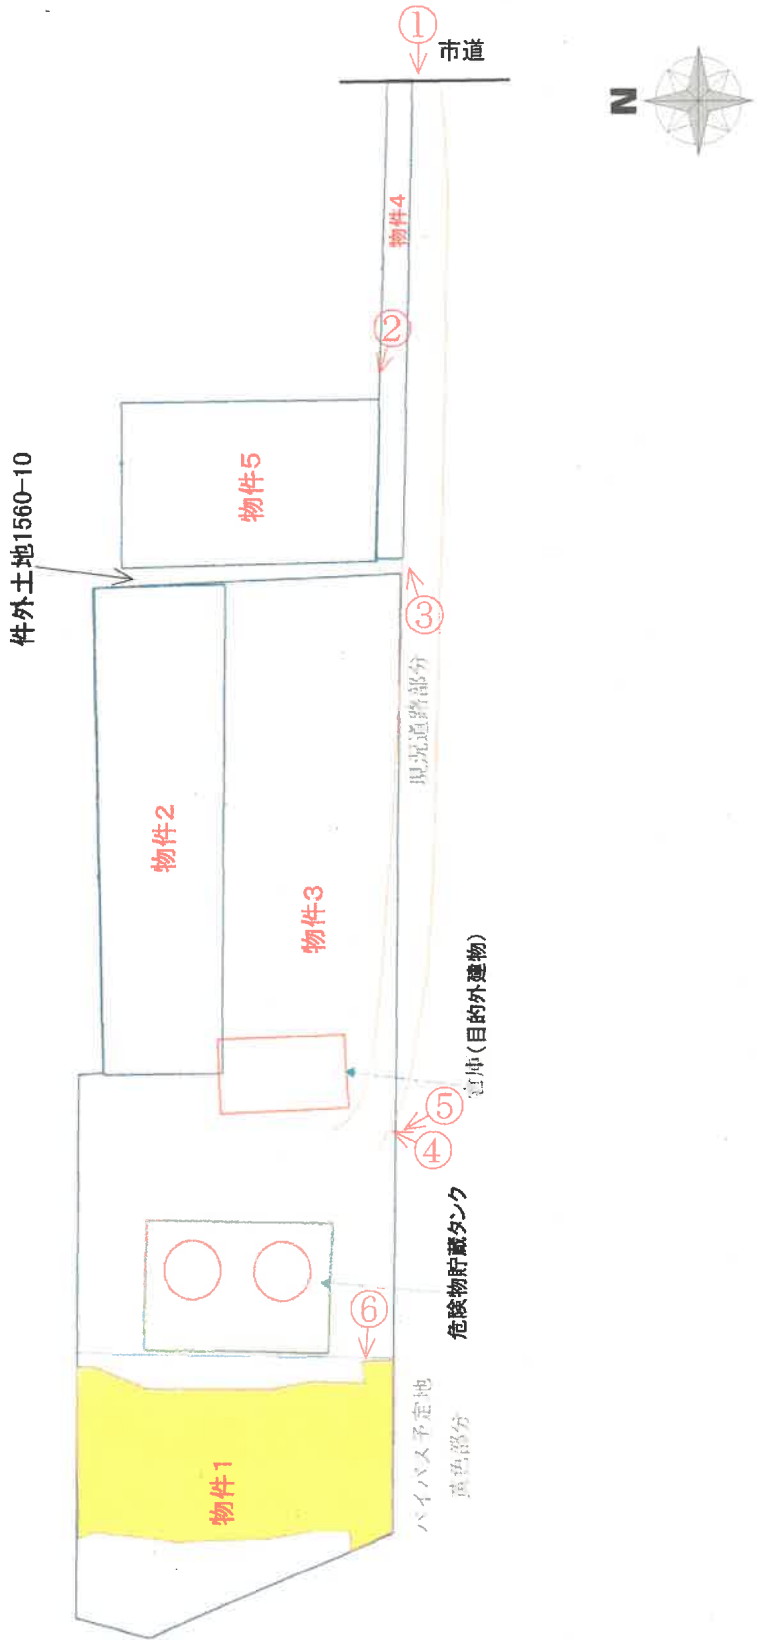 ①
市道
N
物件4
②
件外土地1560-10
物件5
③
現況道路部分
物件2
物件3
倉庫(目的外建物)
⑤
④
危険物貯蔵タンク
⑥
バイパス予定地
黄色部分
物件1